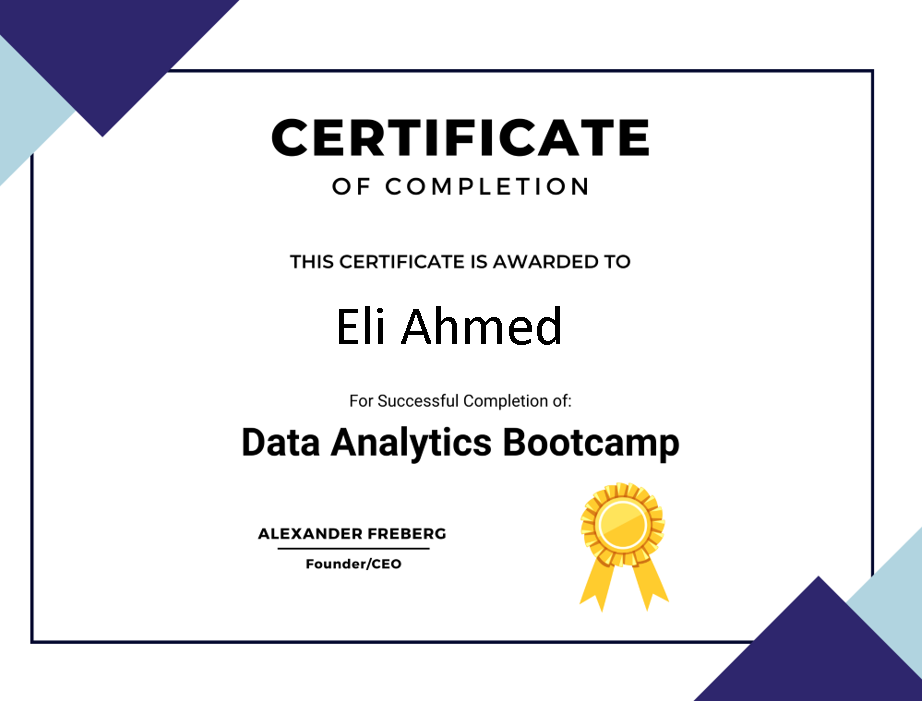 CERTIFICATE
OF COMPLETION
THIS CERTIFICATE IS AWARDED TO
Eli Ahmed
For Successful Completion of:
Data Analytics Bootcamp
ALEXANDER FREBERG
Founder/CEO